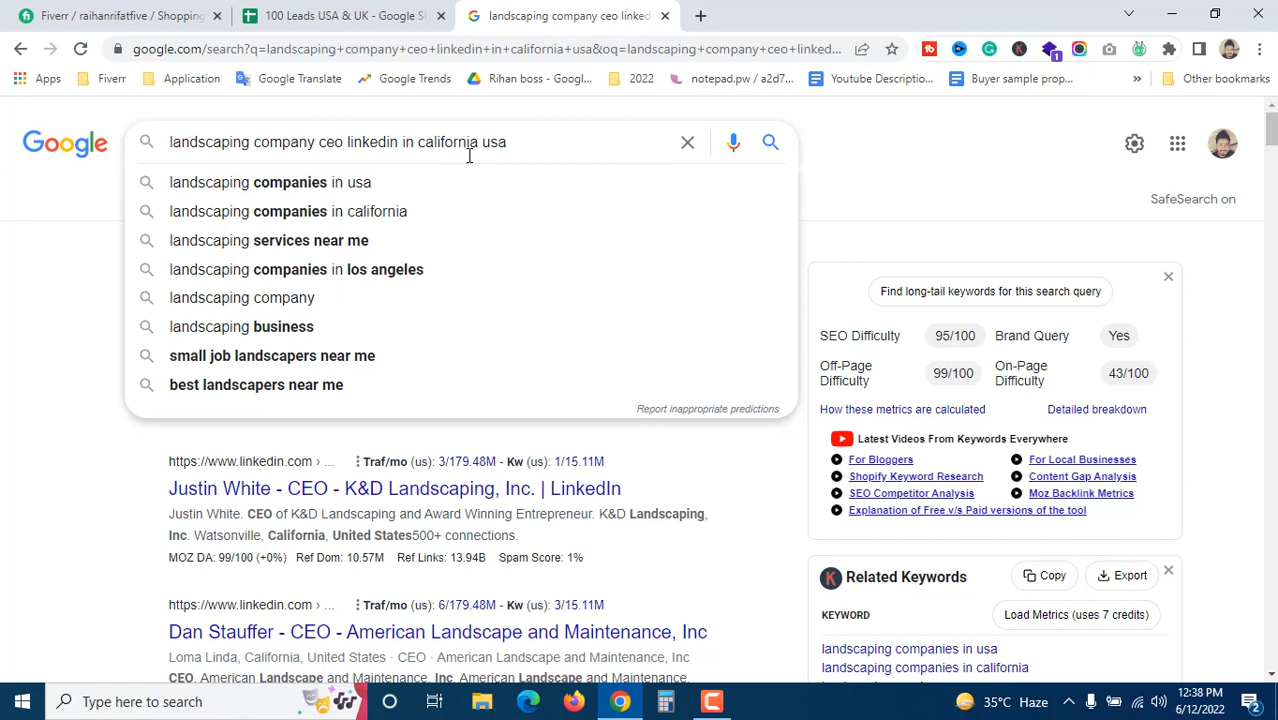 Fiverr / raihanrifatfive / Shopping
100 Leads USA & UK - Google S
landscaping company ceo linked
google.com/search?q=landscaping+company+ceo+linkedin+in+california+usa&oq=landscaping+company+ceo+linked...
1
Apps
Fiverr
Application
Google Translate
Google Trends
Rihan boss - Googl...
2022
notepad.pw / a2d7...
Youtube Descriptio...
Buyer sample prop...
»
Other bookmarks
Google
landscaping company ceo linkedin in california usa
landscaping companies in usa
landscaping companies in california
landscaping services near me
landscaping companies in los angeles
landscaping company
landscaping business
small job landscapers near me
best landscapers near me
Report inappropriate predictions
SafeSearch on
Find long-tail keywords for this search query
SEO Difficulty 95/100 Brand Query Yes
Off-Page Difficulty 99/100 On-Page Difficulty 43/100
How these metrics are calculated Detailed breakdown
Latest Videos From Keywords Everywhere
For Bloggers For Local Businesses
Shopify Keyword Research Content Gap Analysis
SEO Competitor Analysis Moz Backlink Metrics
Explanation of Free v/s Paid versions of the tool
https://www.linkedin.com › ... Traf/mo (us): 3/179.48M - Kw (us): 1/15.11M
Justin White - CEO - K&D Landscaping, Inc. | LinkedIn
Justin White. CEO of K&D Landscaping and Award Winning Entrepreneur. K&D Landscaping,
Inc. Watsonville, California, United States500+ connections.
MOZ DA: 99/100 (+0%) Ref Dom: 10.57M Ref Links: 13.94B Spam Score: 1%
https://www.linkedin.com › ... Traf/mo (us): 6/179.48M - Kw (us): 3/15.11M
Dan Stauffer - CEO - American Landscape and Maintenance, Inc
Loma Linda, California, United States · CEO · American Landscape and Maintenance, Inc
CEO. American Landscape and Maintenance, Inc. American Landscape and Maintenance.
K Related Keywords Copy Export
KEYWORD Load Metrics (uses 7 credits)
landscaping companies in usa
landscaping companies in california
Type here to search
35°C Haze
12:38 PM
6/12/2022
2